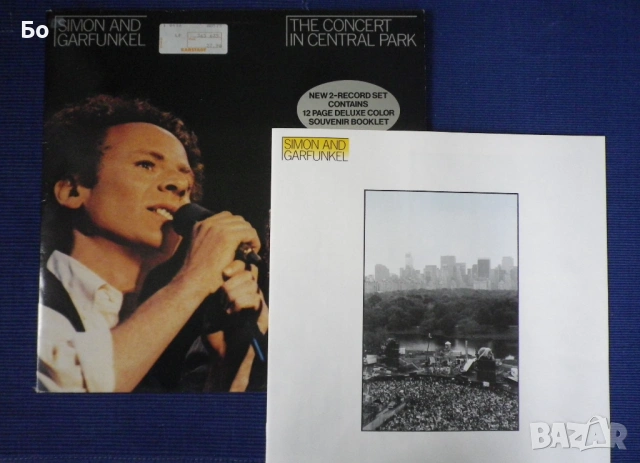 Бо
SIMON AND
GARFUNKEL
THE CONCERT
IN CENTRAL PARK
NEW 2-RECORD SET
CONTAINS
12 PAGE DELUXE COLOR
SOUVENIR BOOKLET
SIMON AND
GARFUNKEL
BAZAR